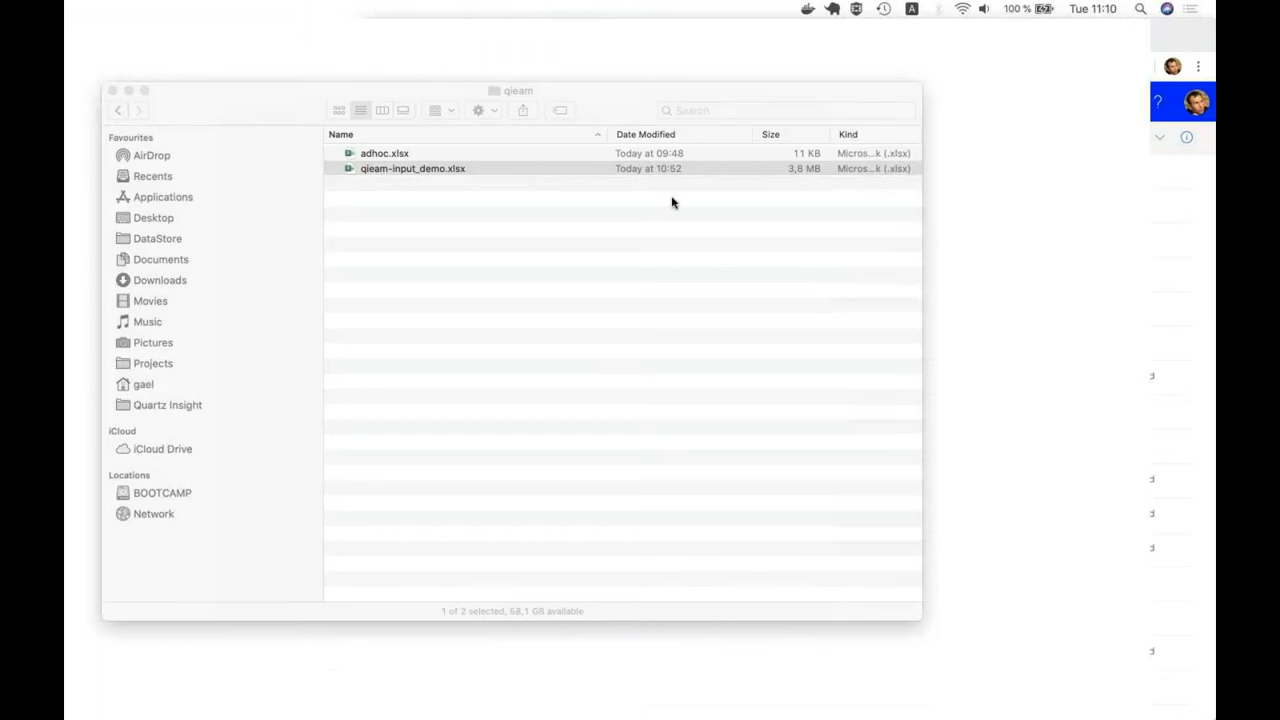 A
100 %
Tue 11:10
qieam
Search
?
Favourites
AirDrop
Recents
Applications
Desktop
DataStore
Documents
Downloads
Movies
Music
Pictures
Projects
gael
Quartz Insight
iCloud
iCloud Drive
Locations
BOOTCAMP
Network
Name Date Modified Size Kind
adhoc.xlsx Today at 09:48 11 KB Micros...k (.xlsx)
qieam-input_demo.xlsx Today at 10:52 3,8 MB Micros...k (.xlsx)
1 of 2 selected, 58,1 GB available
d
d
d
d
d